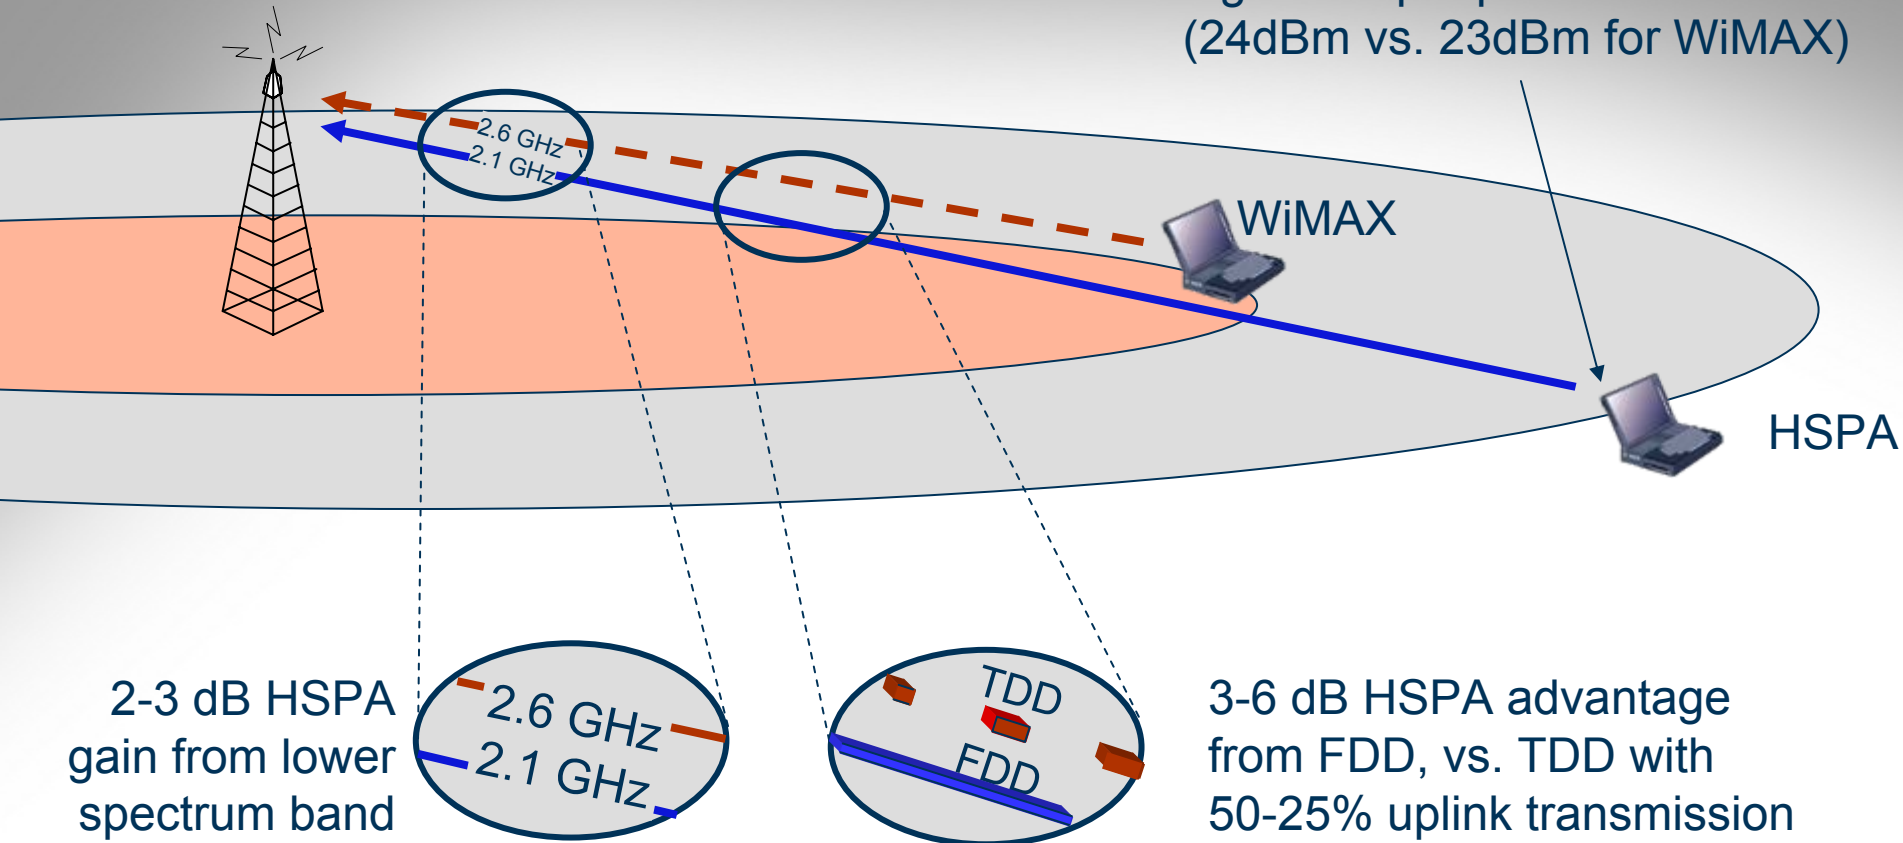 (24dBm vs. 23dBm for WiMAX)
2.6 GHz
2.1 GHz
WiMAX
HSPA
2-3 dB HSPA
gain from lower
spectrum band
2.6 GHz
2.1 GHz
TDD
FDD
3-6 dB HSPA advantage
from FDD, vs. TDD with
50-25% uplink transmission